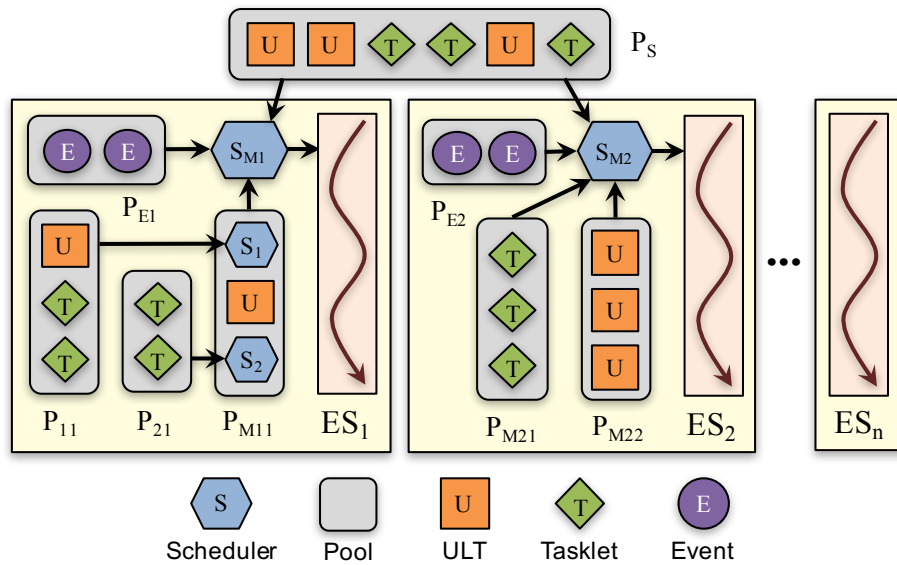 U U T T U T P_S
E E S_M1
P_E1
U S_1
T T U
T T S_2
P_11 P_21 P_M11 ES_1
E E S_M2
P_E2
T U
T U
T U
P_M21 P_M22 ES_2
...
ES_n
S U T E
Scheduler Pool ULT Tasklet Event